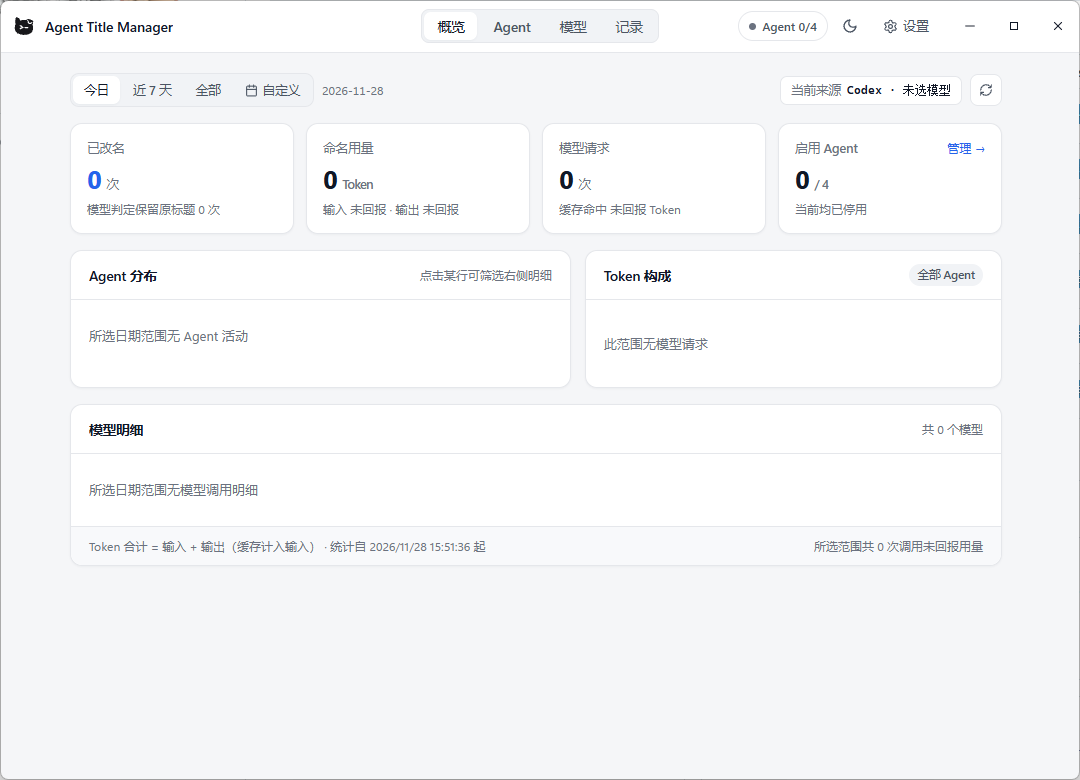 Agent Title Manager
概览 Agent 模型 记录
Agent 0/4 设置
今日 近 7 天 全部 自定义 2026-11-28
当前来源 Codex · 未选模型
已改名
0 次
模型判定保留原标题 0 次
命名用量
0 Token
输入 未回报 · 输出 未回报
模型请求
0 次
缓存命中 未回报 Token
启用 Agent 管理 →
0 / 4
当前均已停用
Agent 分布 点击某行可筛选右侧明细
所选日期范围无 Agent 活动
Token 构成 全部 Agent
此范围无模型请求
模型明细 共 0 个模型
所选日期范围无模型调用明细
Token 合计 = 输入 + 输出（缓存计入输入） · 统计自 2026/11/28 15:51:36 起 所选范围共 0 次调用未回报用量